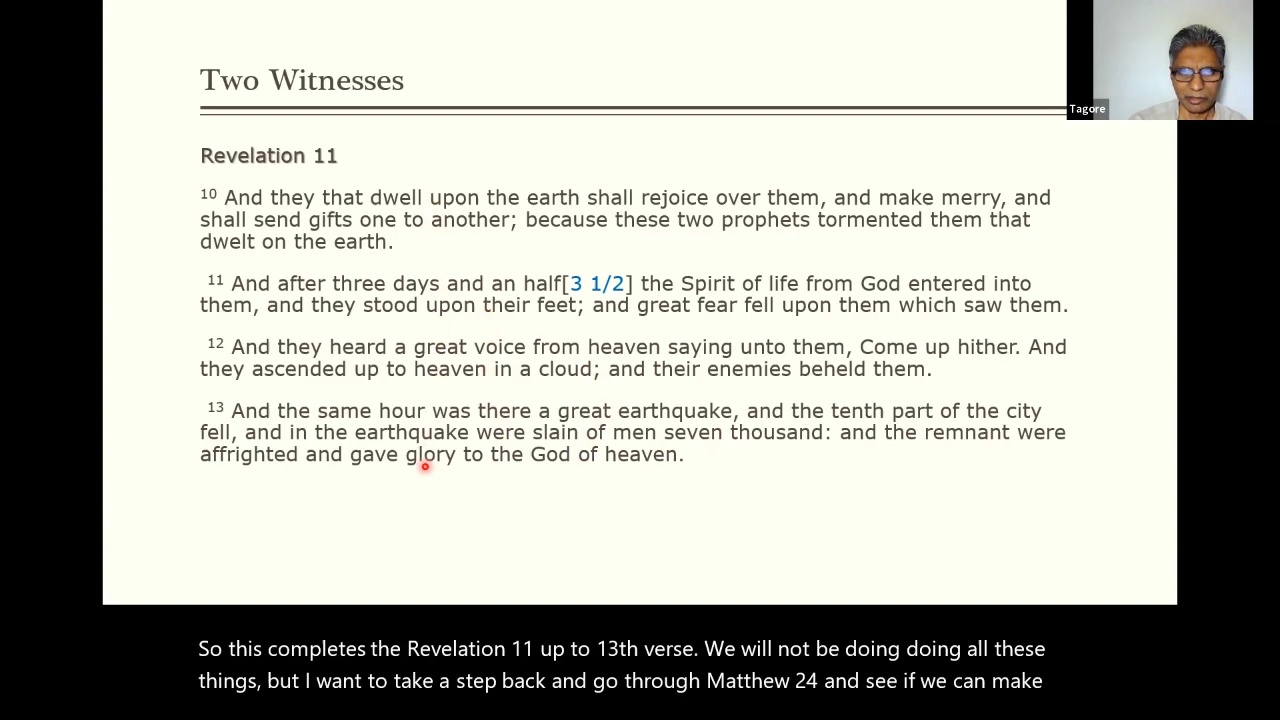 Two Witnesses
Tagore
Revelation 11
10 And they that dwell upon the earth shall rejoice over them, and make merry, and
shall send gifts one to another; because these two prophets tormented them that
dwelt on the earth.
11 And after three days and an half[3 1/2] the Spirit of life from God entered into
them, and they stood upon their feet; and great fear fell upon them which saw them.
12 And they heard a great voice from heaven saying unto them, Come up hither. And
they ascended up to heaven in a cloud; and their enemies beheld them.
13 And the same hour was there a great earthquake, and the tenth part of the city
fell, and in the earthquake were slain of men seven thousand: and the remnant were
affrighted and gave glory to the God of heaven.
So this completes the Revelation 11 up to 13th verse. We will not be doing doing all these
things, but I want to take a step back and go through Matthew 24 and see if we can make